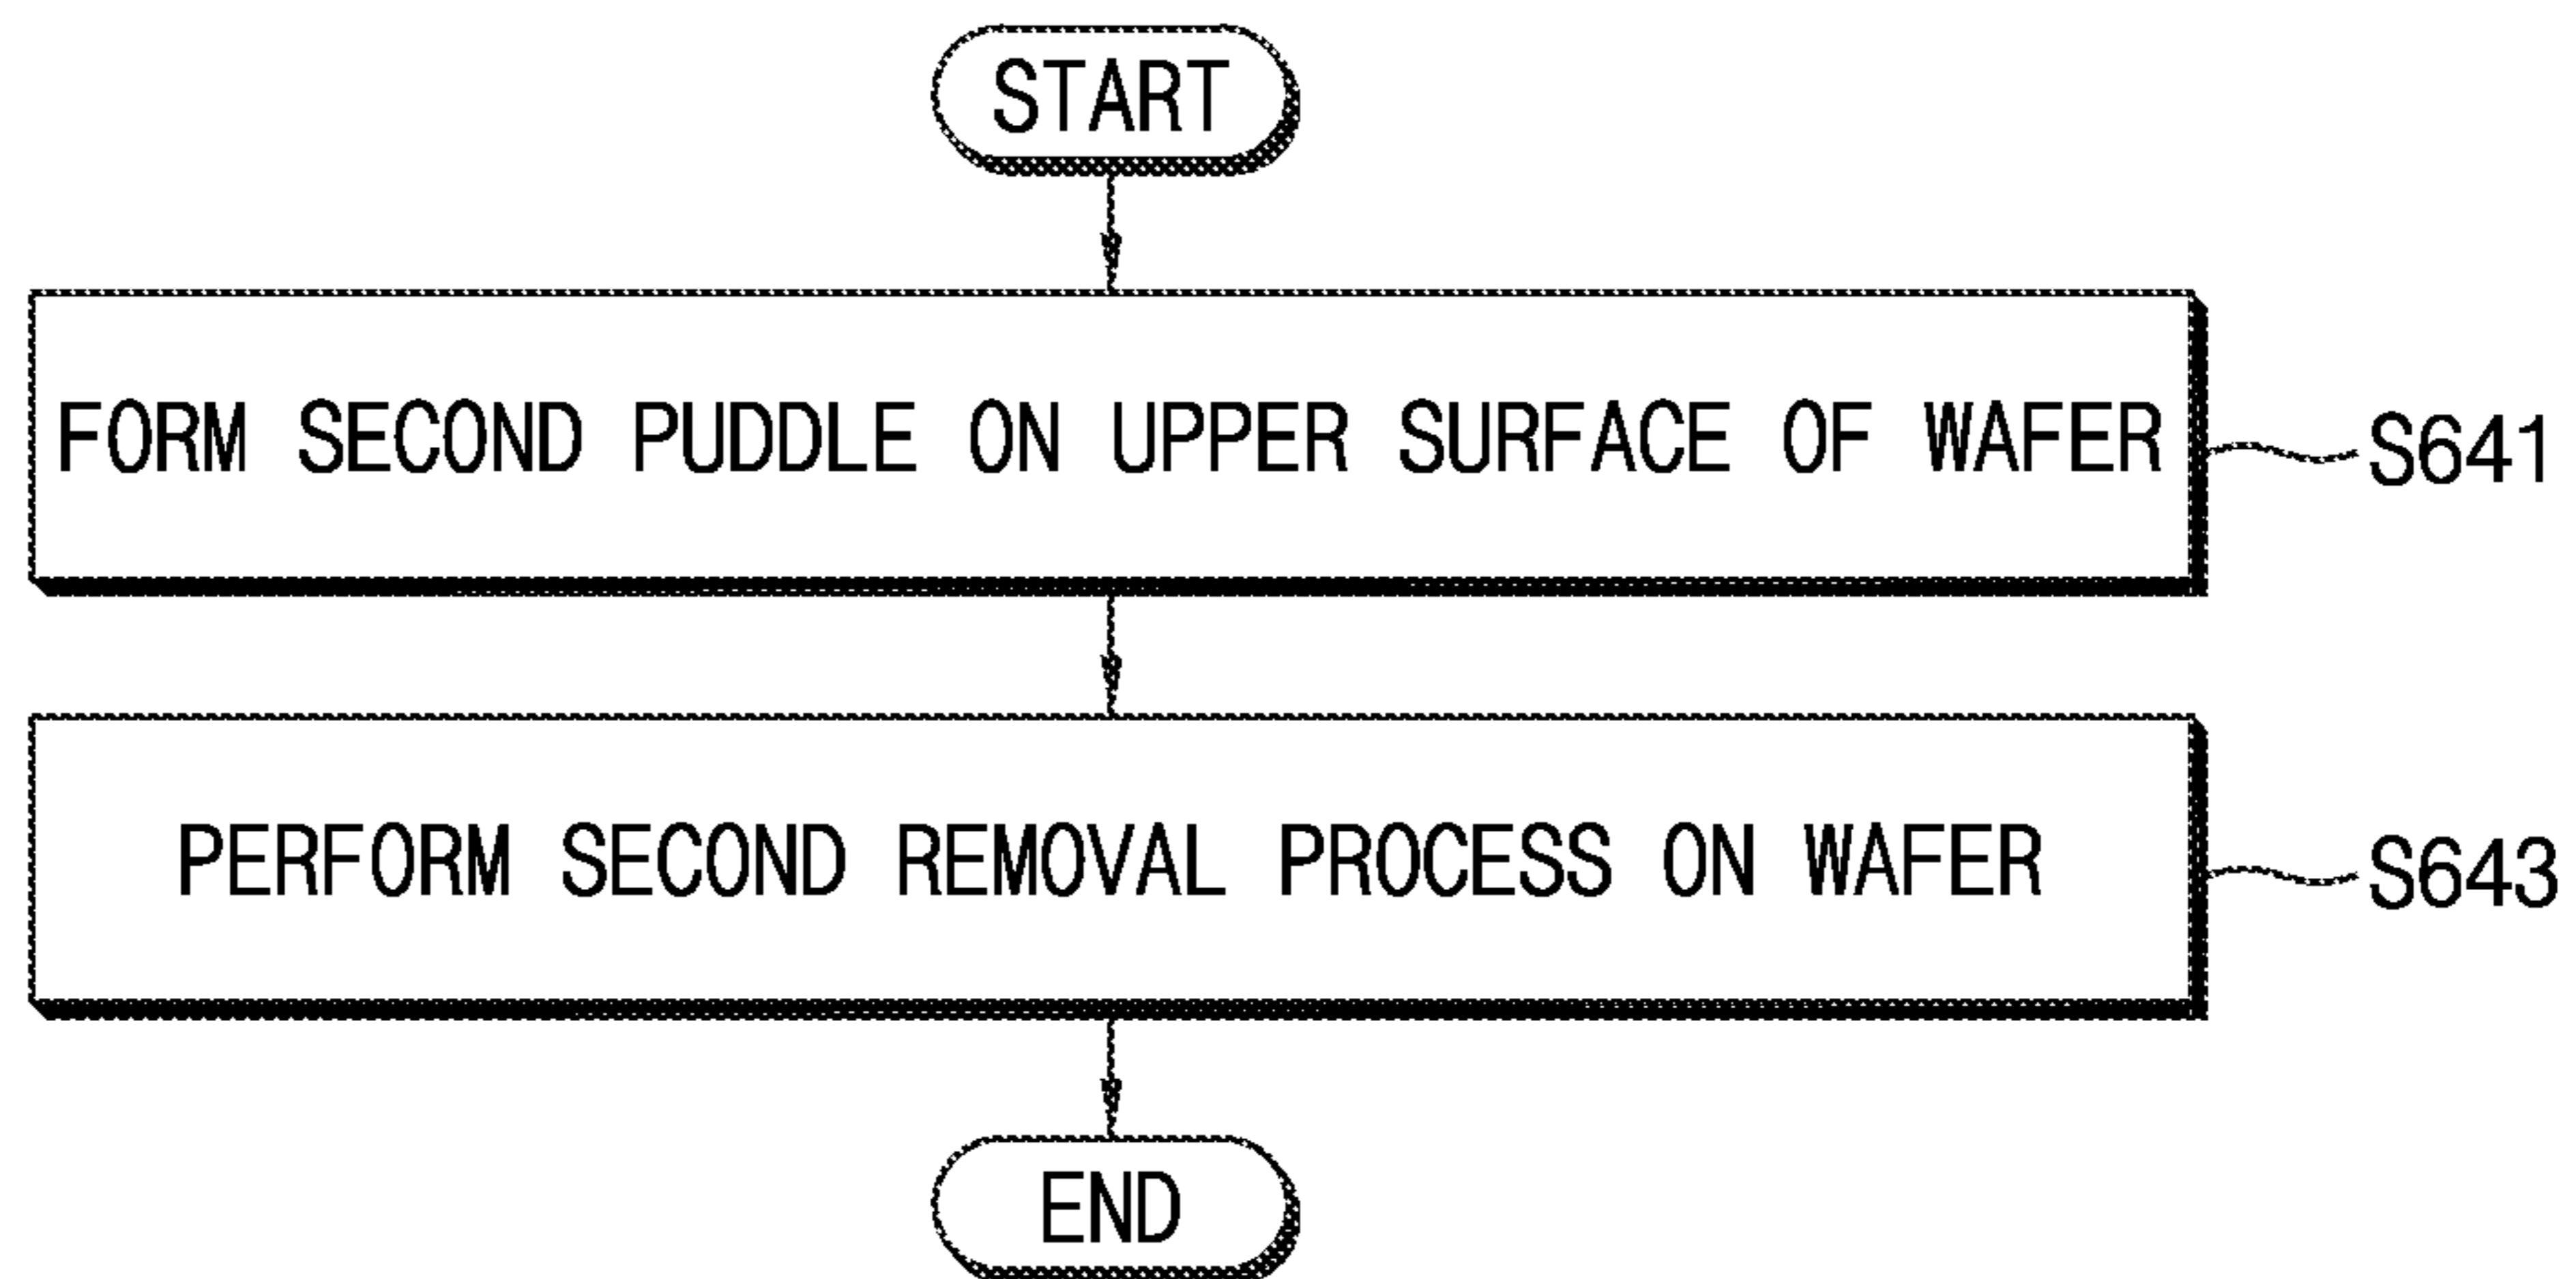 START
FORM SECOND PUDDLE ON UPPER SURFACE OF WAFER
S641
PERFORM SECOND REMOVAL PROCESS ON WAFER
S643
END